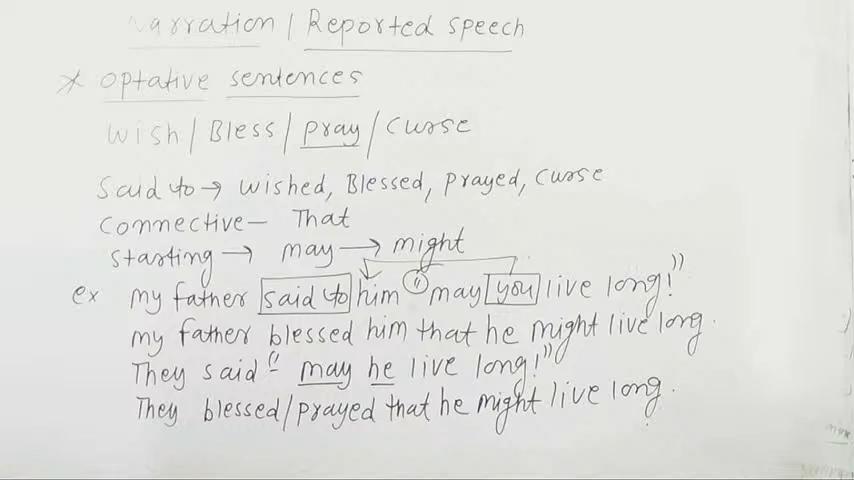 Narration / Reported speech
* optative sentences
Wish / Bless / pray / curse
Said to → wished, Blessed, prayed, curse
Connective — That
starting → may → might
ex my father said to him " may you live long!"
my father blessed him that he might live long.
They said " may he live long!"
They blessed/prayed that he might live long.